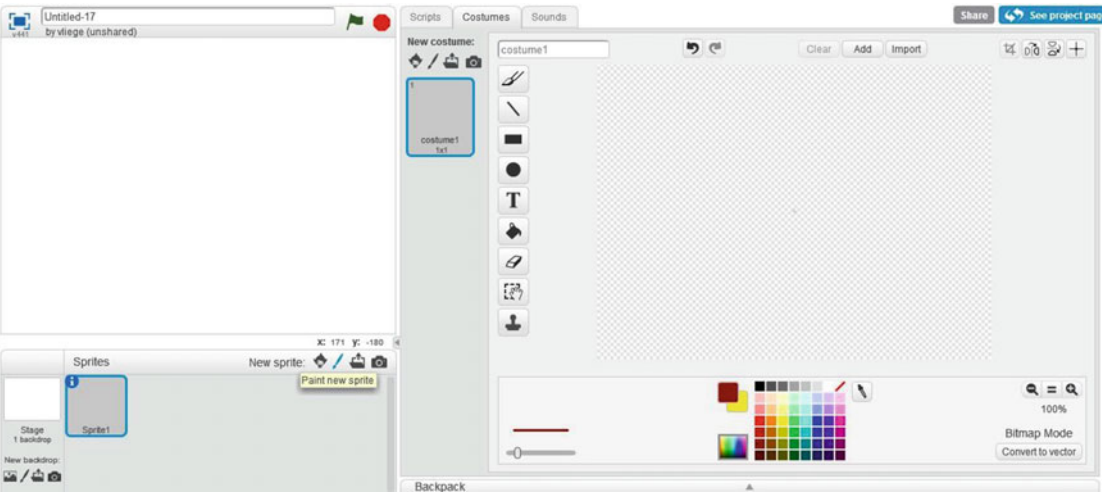 Untitled-17
v441
by vliege (unshared)
Scripts
Costumes
Sounds
Share
See project pag
New costume:
costume1
Clear
Add
Import
1
costume1
1x1
T
x: 171 y: -180
Sprites
New sprite:
Paint new sprite
Stage
1 backdrop
Sprite1
New backdrop:
100%
Bitmap Mode
Convert to vector
Backpack